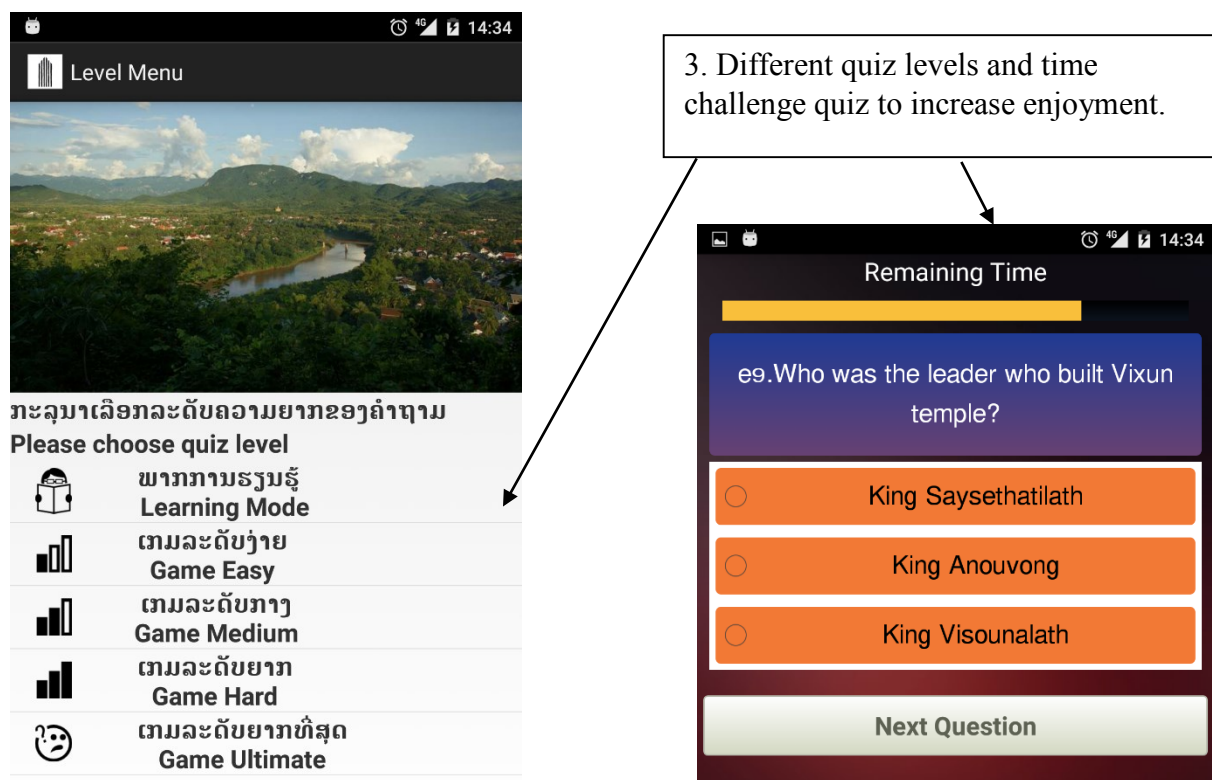 4G 14:34
Level Menu
ກະລຸນາເລືອກລະດັບຄວາມຍາກຂອງຄຳຖາມ
Please choose quiz level
ພາກການຮຽນຮູ້
Learning Mode
ເກມລະດັບງ່າຍ
Game Easy
ເກມລະດັບກາງ
Game Medium
ເກມລະດັບຍາກ
Game Hard
ເກມລະດັບຍາກທີ່ສຸດ
Game Ultimate
3. Different quiz levels and time
challenge quiz to increase enjoyment.
4G 14:34
Remaining Time
e9.Who was the leader who built Vixun
temple?
King Saysethatilath
King Anouvong
King Visounalath
Next Question